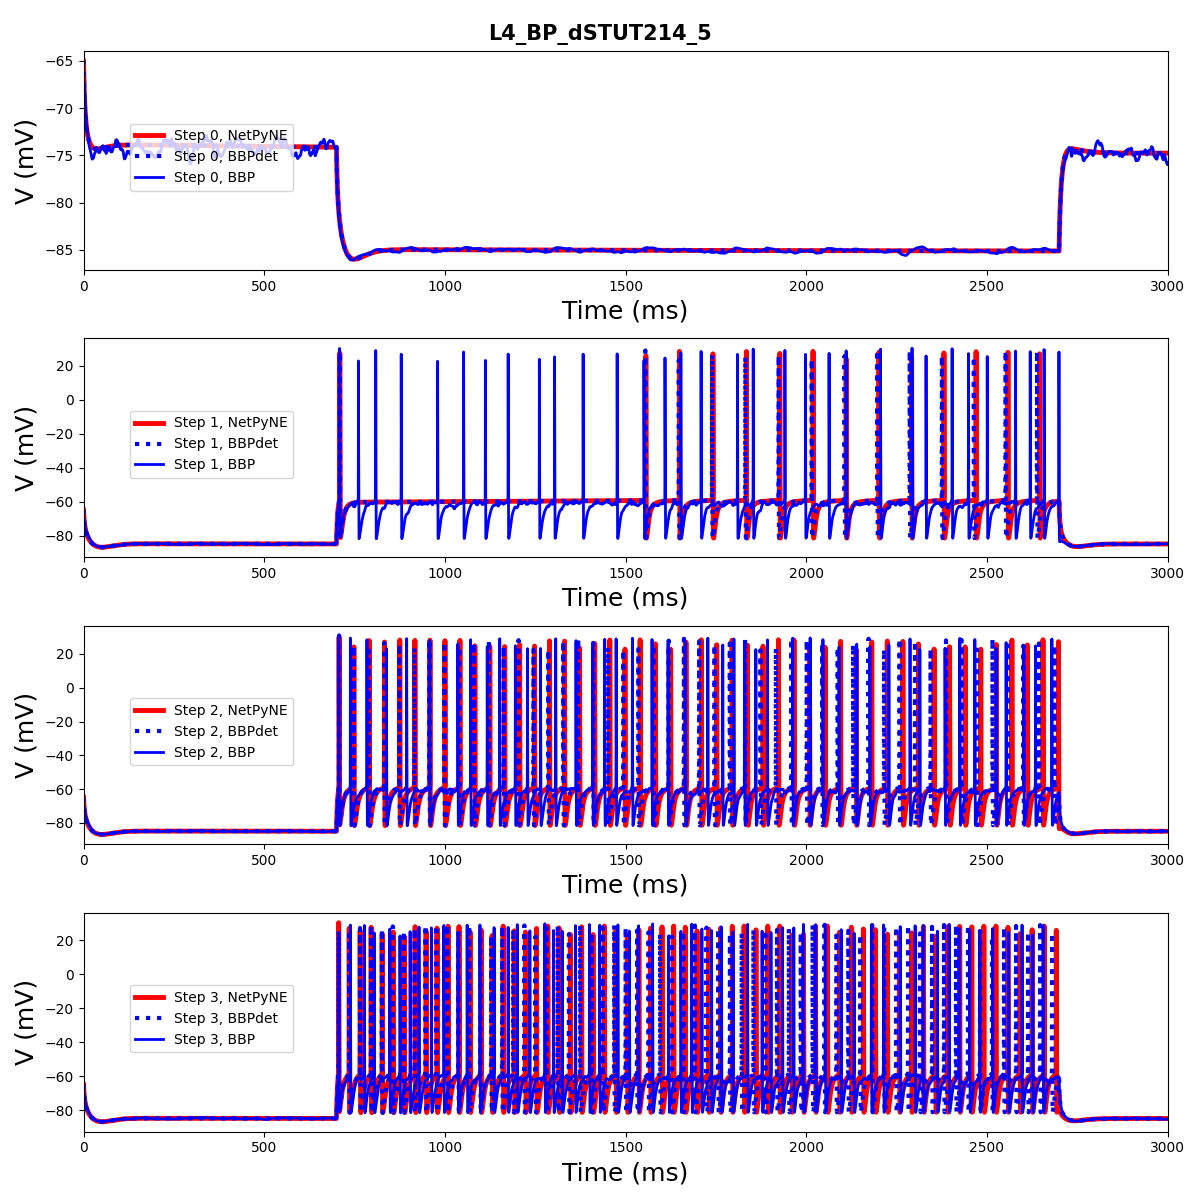 L4_BP_dSTUT214_5
V (mV)
−65
−70
−75
−80
−85
Step 0, NetPyNE
Step 0, BBPdet
Step 0, BBP
0 500 1000 1500 2000 2500 3000
Time (ms)
V (mV)
20
0
−20
−40
−60
−80
Step 1, NetPyNE
Step 1, BBPdet
Step 1, BBP
0 500 1000 1500 2000 2500 3000
Time (ms)
V (mV)
20
0
−20
−40
−60
−80
Step 2, NetPyNE
Step 2, BBPdet
Step 2, BBP
0 500 1000 1500 2000 2500 3000
Time (ms)
V (mV)
20
0
−20
−40
−60
−80
Step 3, NetPyNE
Step 3, BBPdet
Step 3, BBP
0 500 1000 1500 2000 2500 3000
Time (ms)